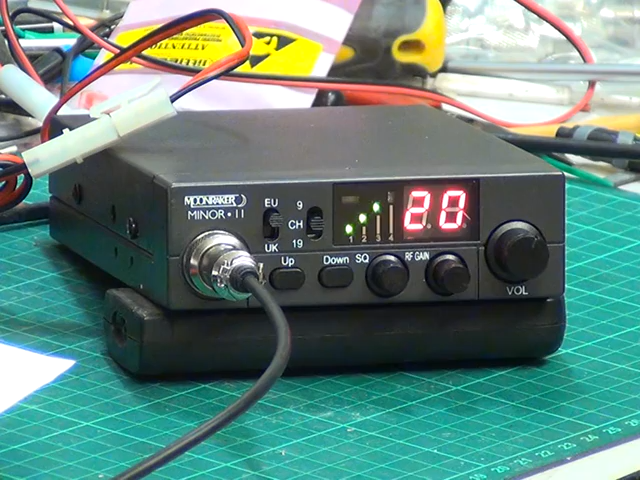 ATTENTION
MOONRAKER
MINOR • II
EU
UK
9
CH
19
1 2 3 4
20
Up
Down
SQ
RF GAIN
VOL